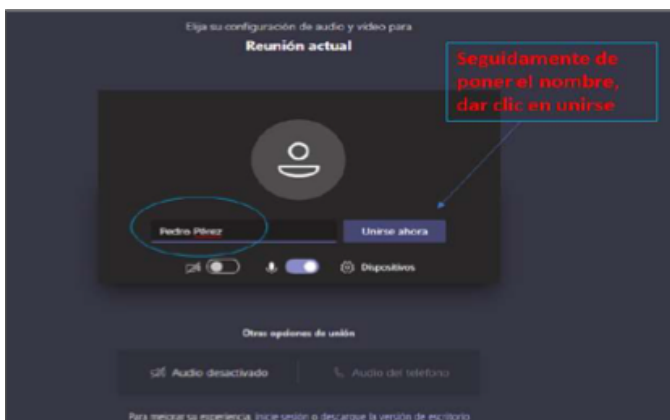 Elija su configuración de audio y vídeo para
Reunión actual
Seguidamente de
poner el nombre,
dar clic en unirse
Pedro Pérez
Unirse ahora
Dispositivos
Otras opciones de unión
Audio desactivado
Audio del teléfono
Para mejorar su experiencia, inicie sesión o descargue la versión de escritorio